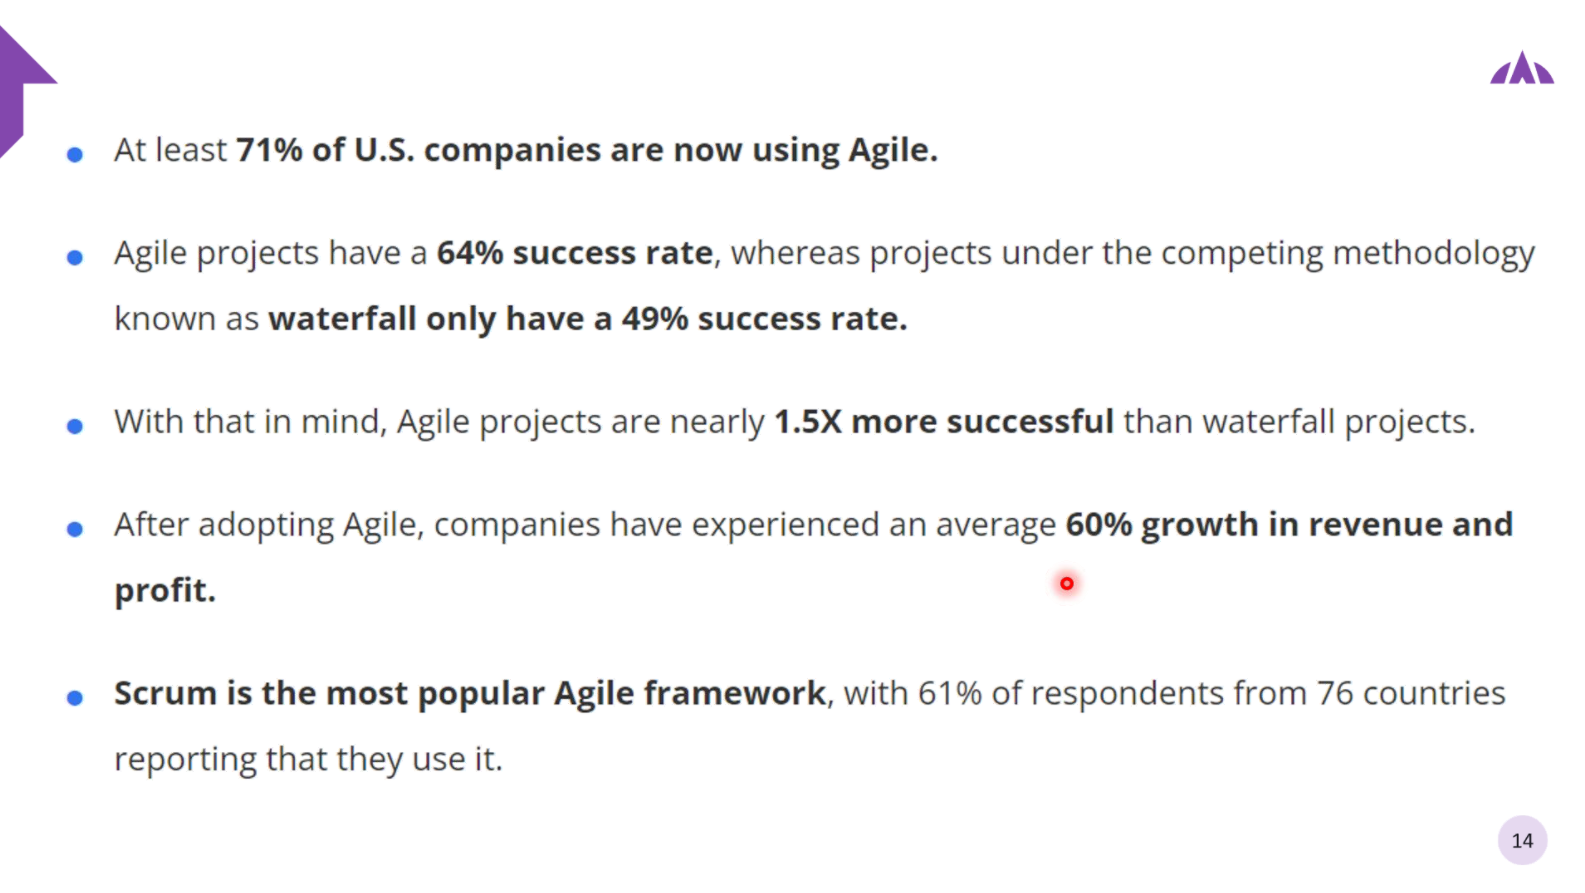 At least 71% of U.S. companies are now using Agile.
Agile projects have a 64% success rate, whereas projects under the competing methodology
known as waterfall only have a 49% success rate.
With that in mind, Agile projects are nearly 1.5X more successful than waterfall projects.
After adopting Agile, companies have experienced an average 60% growth in revenue and
profit.
Scrum is the most popular Agile framework, with 61% of respondents from 76 countries
reporting that they use it.
14